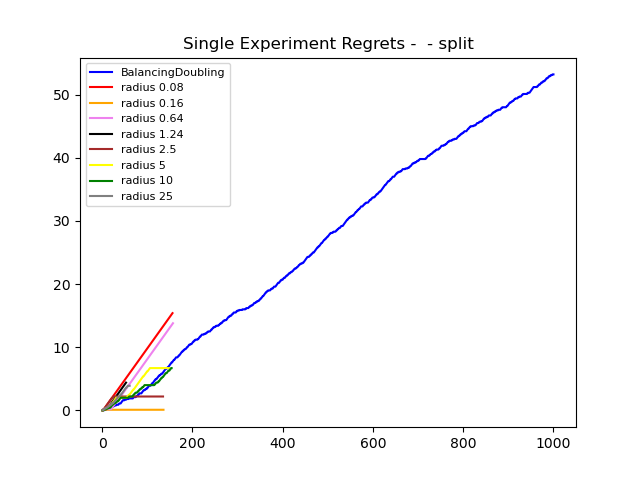 Single Experiment Regrets -  - split
BalancingDoubling
radius 0.08
radius 0.16
radius 0.64
radius 1.24
radius 2.5
radius 5
radius 10
radius 25
50
40
30
20
10
0
0 200 400 600 800 1000